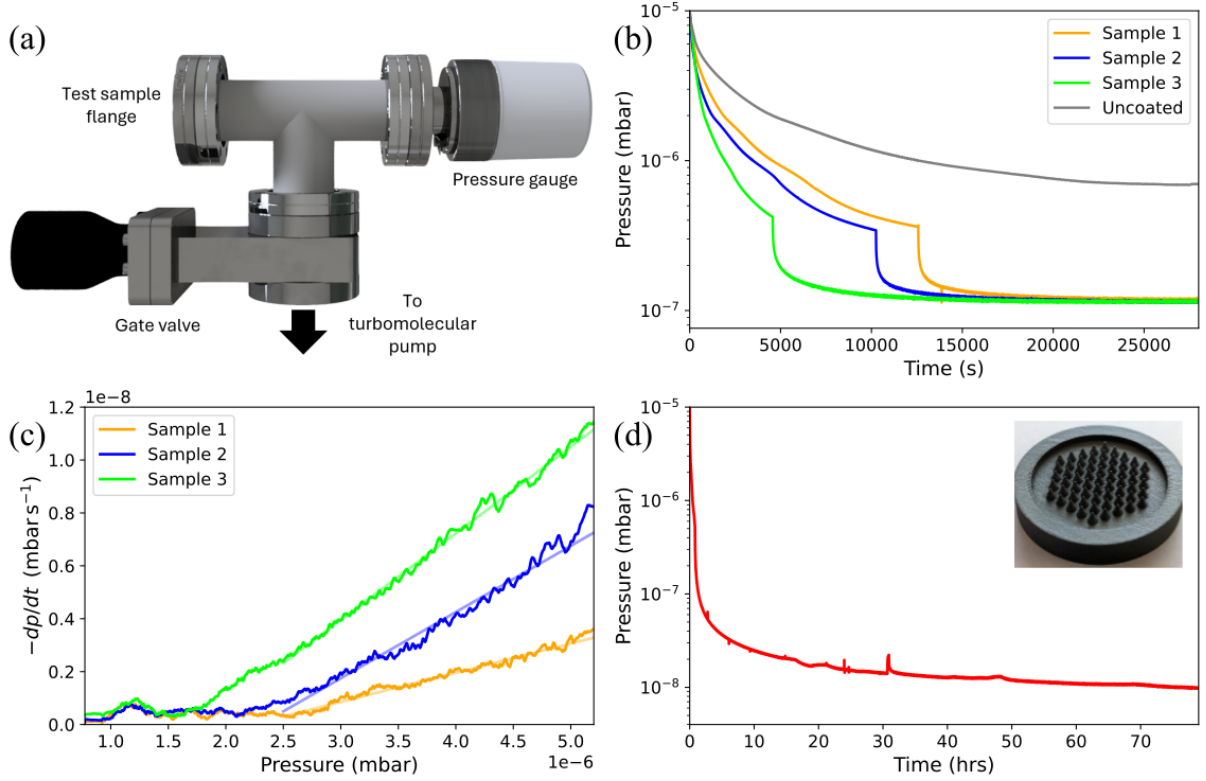 (a)
Test sample
flange
Pressure gauge
Gate valve
To
turbomolecular
pump
(b)
Pressure (mbar)
10⁻⁵
10⁻⁶
10⁻⁷
Sample 1
Sample 2
Sample 3
Uncoated
0 5000 10000 15000 20000 25000
Time (s)
(c)
1e−8
−dp/dt (mbar s⁻¹)
1.2
1.0
0.8
0.6
0.4
0.2
0.0
Sample 1
Sample 2
Sample 3
1.0 1.5 2.0 2.5 3.0 3.5 4.0 4.5 5.0
1e−6
Pressure (mbar)
(d)
Pressure (mbar)
10⁻⁵
10⁻⁶
10⁻⁷
10⁻⁸
0 10 20 30 40 50 60 70
Time (hrs)